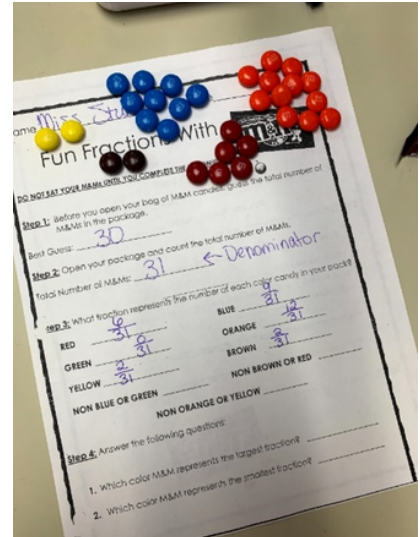 Name Miss
Fun Fractions With
DO NOT EAT YOUR M&Ms UNTIL YOU COMPLETE THE
Step 1: Before you open your bag of M&M candies, guess the total number of
M&Ms in the package.
Best Guess: 30
Step 2: Open your package and count the total number of M&Ms.
Total Number of M&Ms: 31 ← Denominator
Step 3: What fraction represents the number of each color candy in your pack?
RED 6/31 BLUE 9/31
GREEN 0/31 ORANGE 12/31
YELLOW 2/31 BROWN 2/31
NON BLUE OR GREEN NON BROWN OR RED
NON ORANGE OR YELLOW
Step 4: Answer the following questions:
1. Which color M&M represents the largest fraction?
2. Which color M&M represents the smallest fraction?